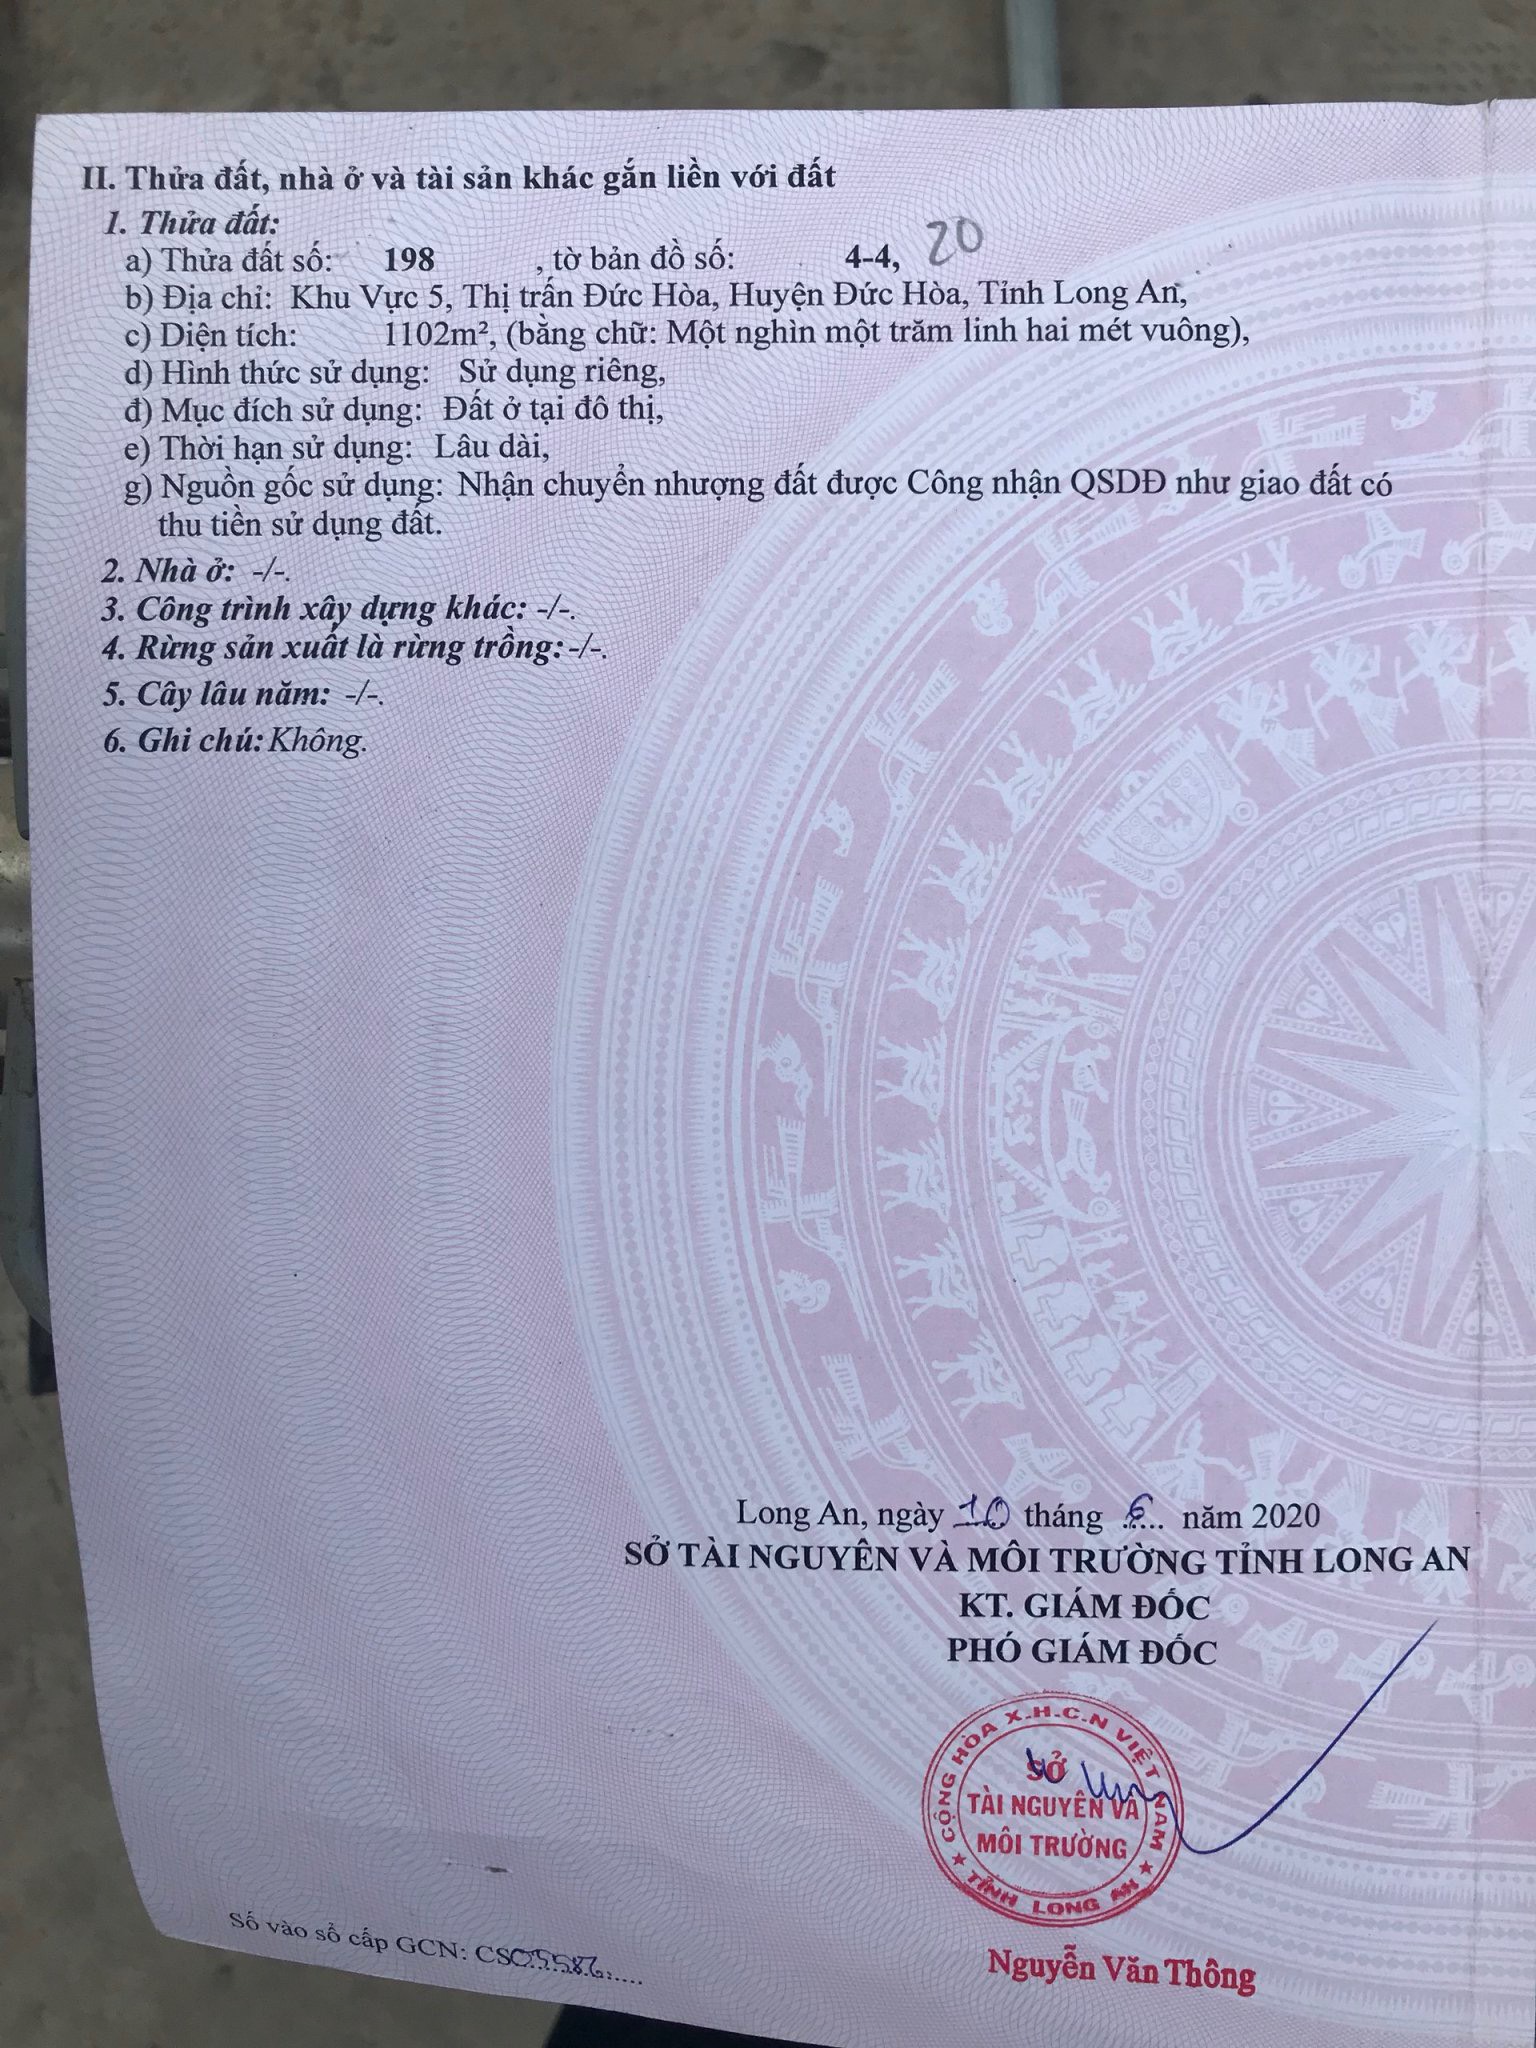 II. Thửa đất, nhà ở và tài sản khác gắn liền với đất
1. Thửa đất:
a) Thửa đất số: 198 , tờ bản đồ số: 4-4, 20
b) Địa chỉ: Khu Vực 5, Thị trấn Đức Hòa, Huyện Đức Hòa, Tỉnh Long An,
c) Diện tích: 1102m², (bằng chữ: Một nghìn một trăm linh hai mét vuông),
d) Hình thức sử dụng: Sử dụng riêng,
đ) Mục đích sử dụng: Đất ở tại đô thị,
e) Thời hạn sử dụng: Lâu dài,
g) Nguồn gốc sử dụng: Nhận chuyển nhượng đất được Công nhận QSDĐ như giao đất có
thu tiền sử dụng đất.
2. Nhà ở: -/-.
3. Công trình xây dựng khác: -/-.
4. Rừng sản xuất là rừng trồng: -/-.
5. Cây lâu năm: -/-.
6. Ghi chú: Không.
Long An, ngày 10 tháng 6 năm 2020
SỞ TÀI NGUYÊN VÀ MÔI TRƯỜNG TỈNH LONG AN
KT. GIÁM ĐỐC
PHÓ GIÁM ĐỐC
CỘNG HÒA X.H.C.N VIỆT NAM
SỞ
TÀI NGUYÊN VÀ
MÔI TRƯỜNG
TỈNH LONG AN
Nguyễn Văn Thông
Số vào sổ cấp GCN: CS